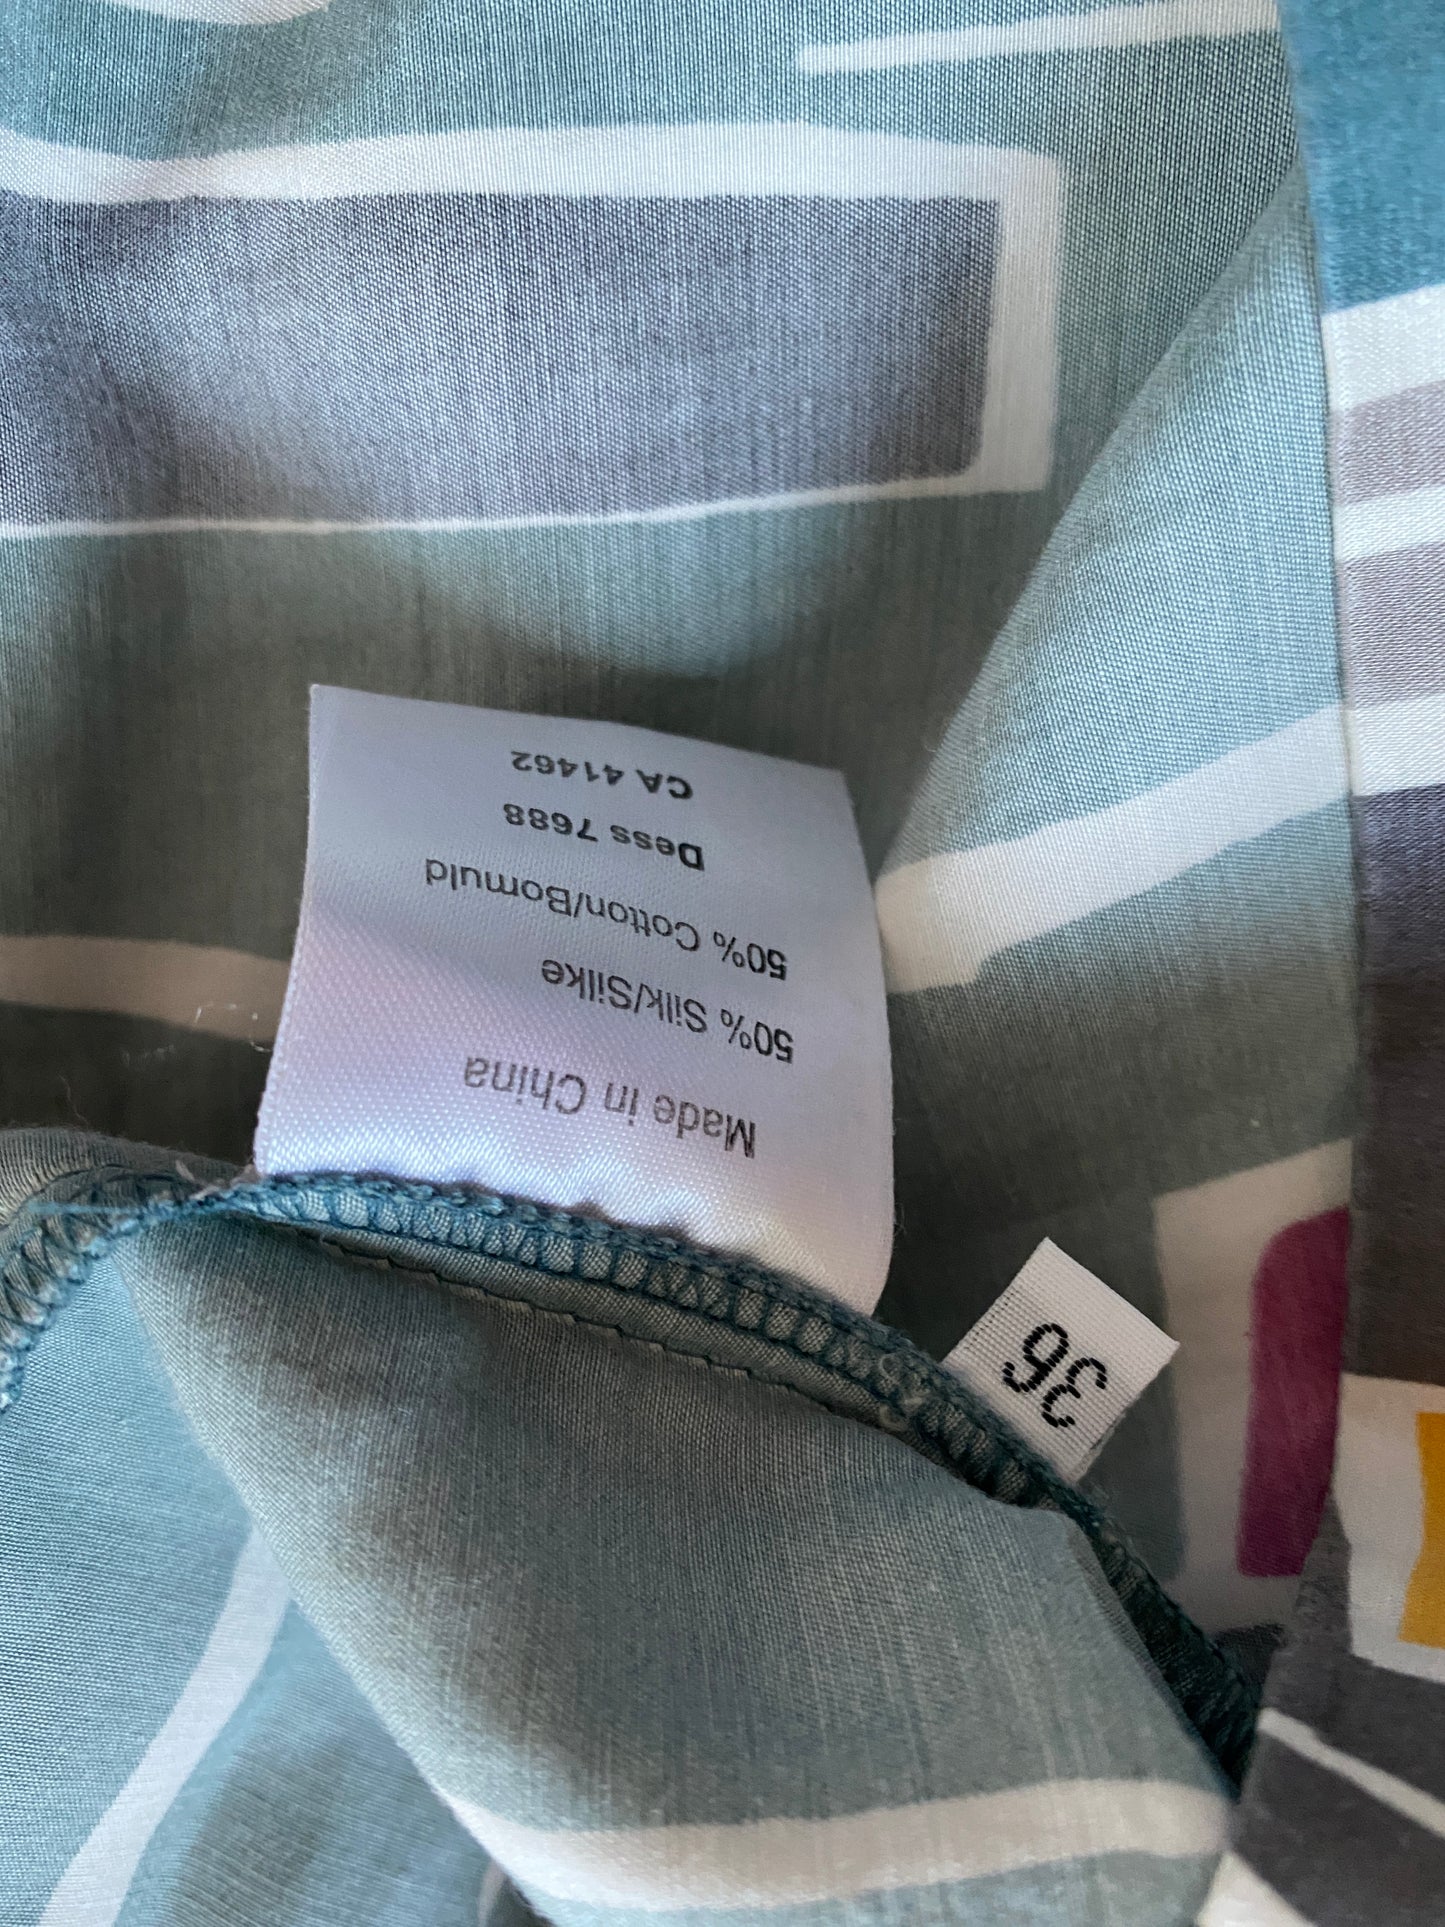 Made in China
50% Silk/Silke
50% Cotton/Bomuld
Dess 7688
CA 41462
36